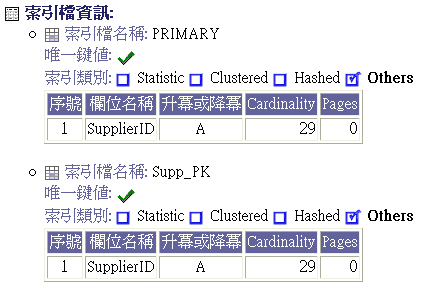 索引檔資訊:
索引檔名稱: PRIMARY
唯一鍵值:
索引類別: Statistic Clustered Hashed Others
序號 欄位名稱 升冪或降冪 Cardinality Pages
1 SupplierID A 29 0
索引檔名稱: Supp_PK
唯一鍵值:
索引類別: Statistic Clustered Hashed Others
序號 欄位名稱 升冪或降冪 Cardinality Pages
1 SupplierID A 29 0